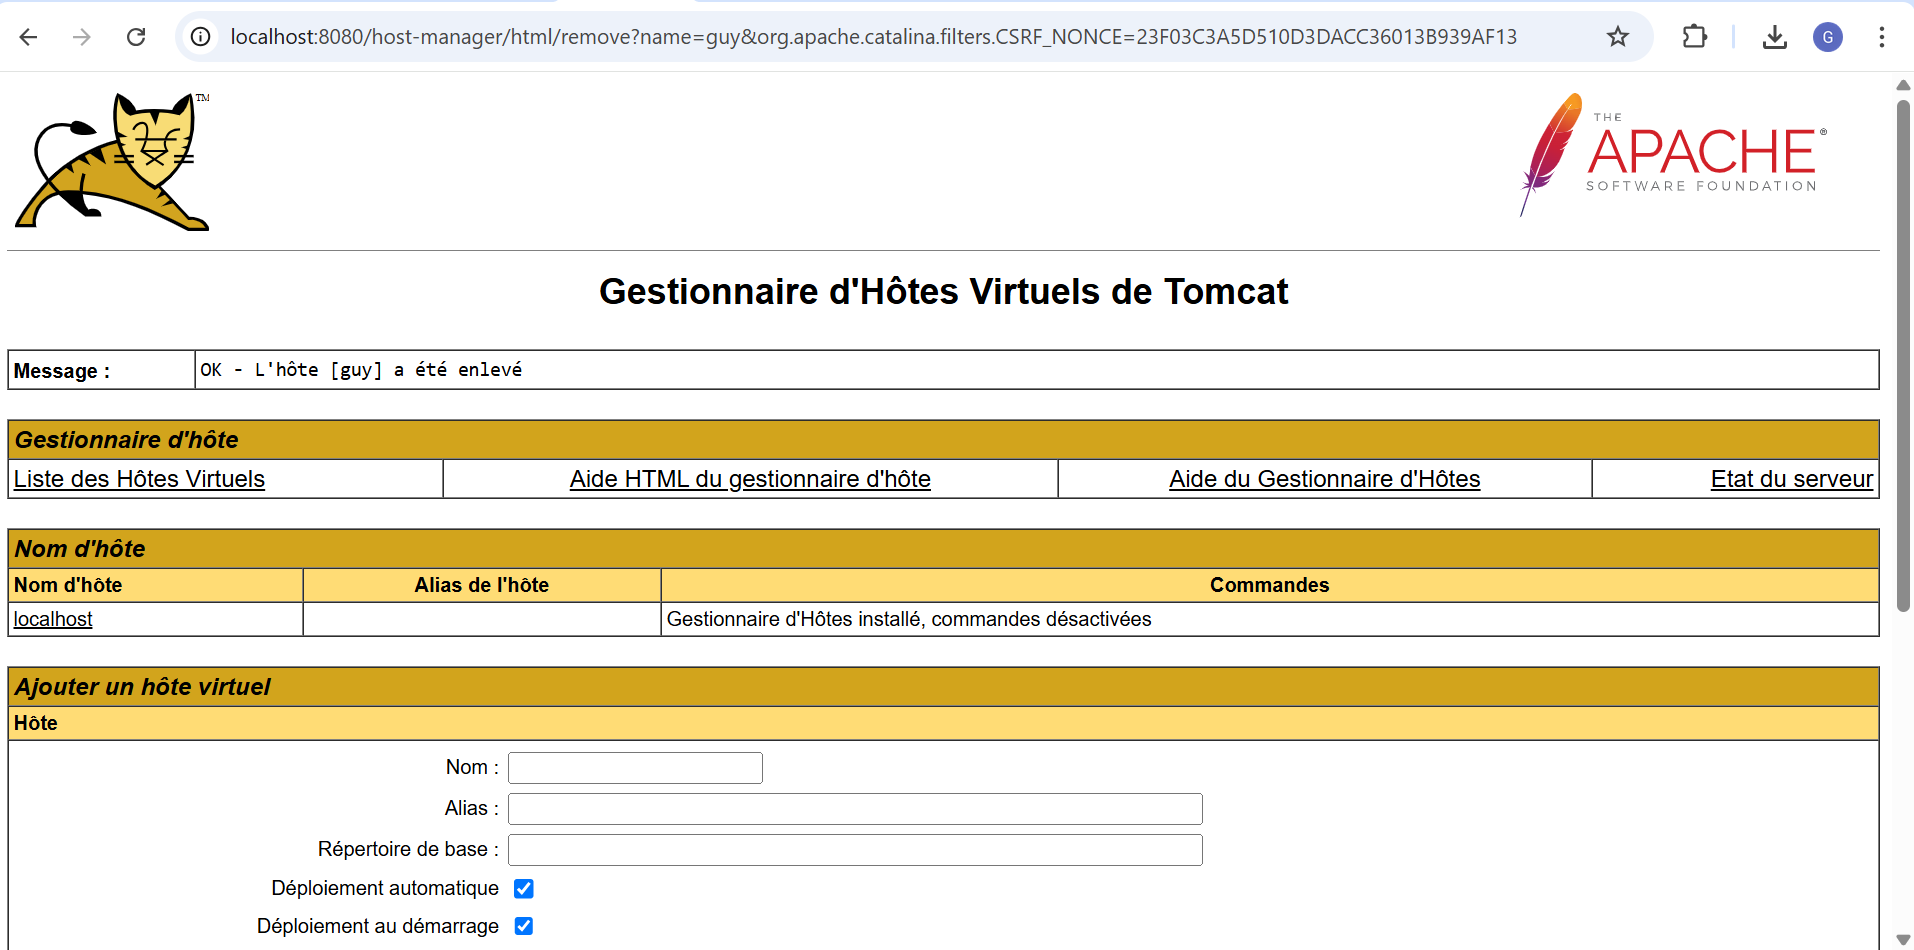 localhost:8080/host-manager/html/remove?name=guy&org.apache.catalina.filters.CSRF_NONCE=23F03C3A5D510D3DACC36013B939AF13
G
TM
THE
APACHE®
SOFTWARE FOUNDATION
Gestionnaire d'Hôtes Virtuels de Tomcat
Message : OK - L'hôte [guy] a été enlevé
Gestionnaire d'hôte
Liste des Hôtes Virtuels Aide HTML du gestionnaire d'hôte Aide du Gestionnaire d'Hôtes Etat du serveur
Nom d'hôte
Nom d'hôte Alias de l'hôte Commandes
localhost Gestionnaire d'Hôtes installé, commandes désactivées
Ajouter un hôte virtuel
Hôte
Nom :
Alias :
Répertoire de base :
Déploiement automatique
Déploiement au démarrage